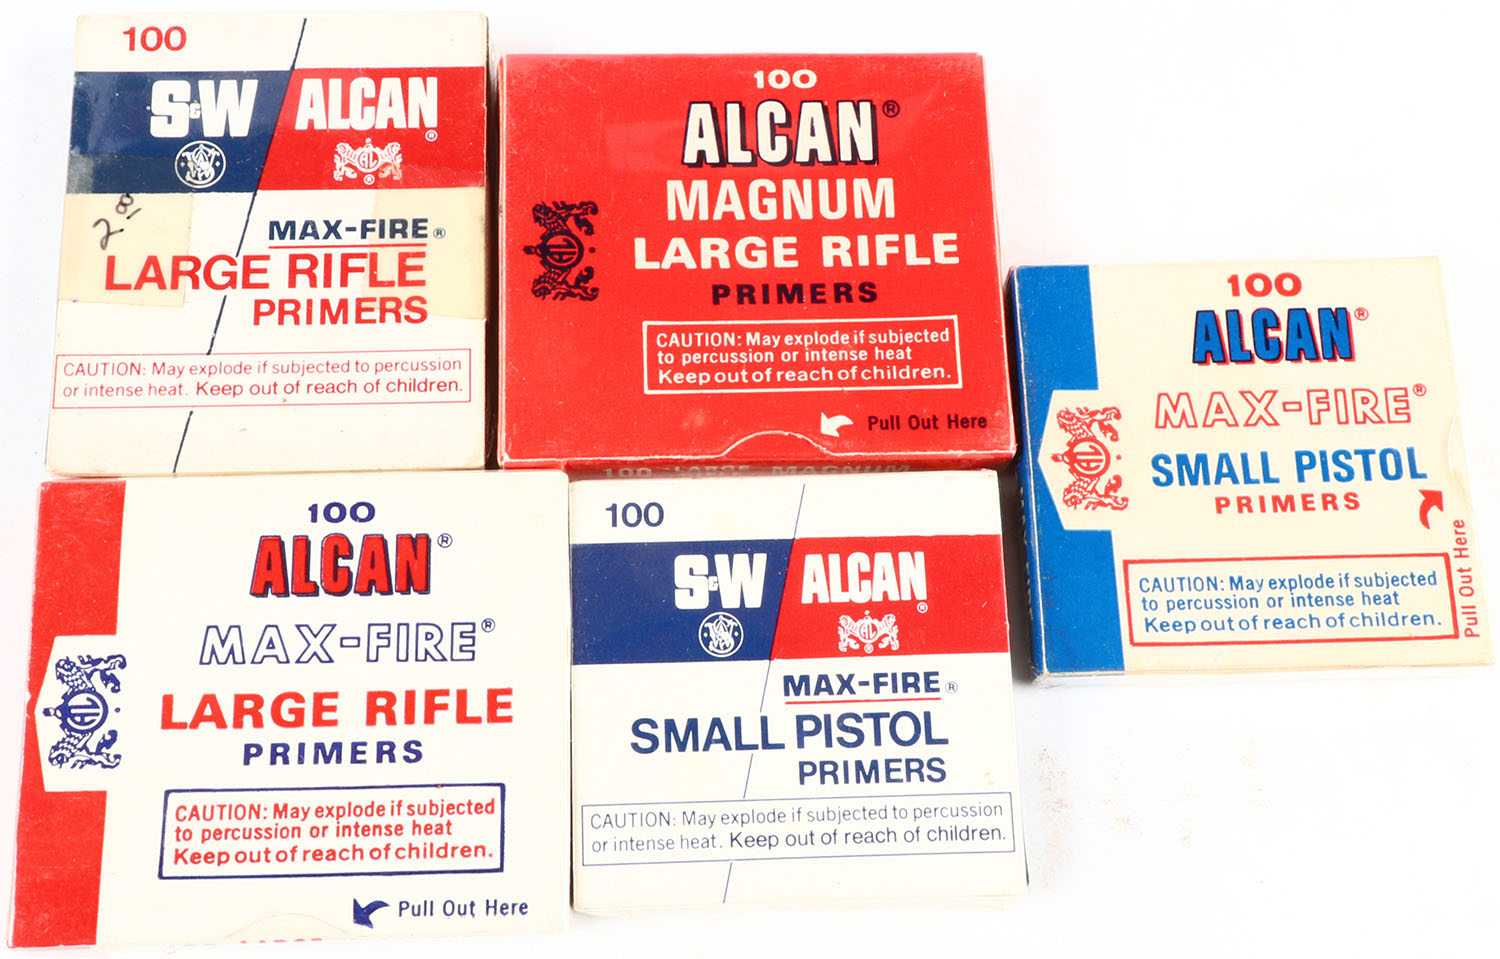 100
S&W ALCAN®
®
2.00
MAX-FIRE®
LARGE RIFLE
PRIMERS
CAUTION: May explode if subjected to percussion
or intense heat. Keep out of reach of children.
100
ALCAN®
MAGNUM
LARGE RIFLE
PRIMERS
CAUTION: May explode if subjected
to percussion or intense heat
Keep out of reach of children.
Pull Out Here
100 LARGE MAGNUM
100
ALCAN®
MAX-FIRE®
SMALL PISTOL
PRIMERS
CAUTION: May explode if subjected
to percussion or intense heat
Keep out of reach of children.
Pull Out Here
100
ALCAN®
MAX-FIRE®
LARGE RIFLE
PRIMERS
CAUTION: May explode if subjected
to percussion or intense heat
Keep out of reach of children.
Pull Out Here
LARGE
100
S&W ALCAN®
®
MAX-FIRE®
SMALL PISTOL
PRIMERS
CAUTION: May explode if subjected to percussion
or intense heat. Keep out of reach of children.